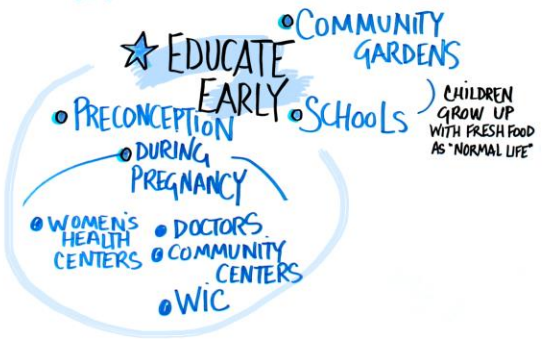 EDUCATE
EARLY
COMMUNITY
GARDENS
SCHOOLS
CHILDREN
GROW UP
WITH FRESH FOOD
AS "NORMAL LIFE"
PRECONCEPTION
DURING
PREGNANCY
WOMEN'S
HEALTH
CENTERS
DOCTORS
COMMUNITY
CENTERS
WIC